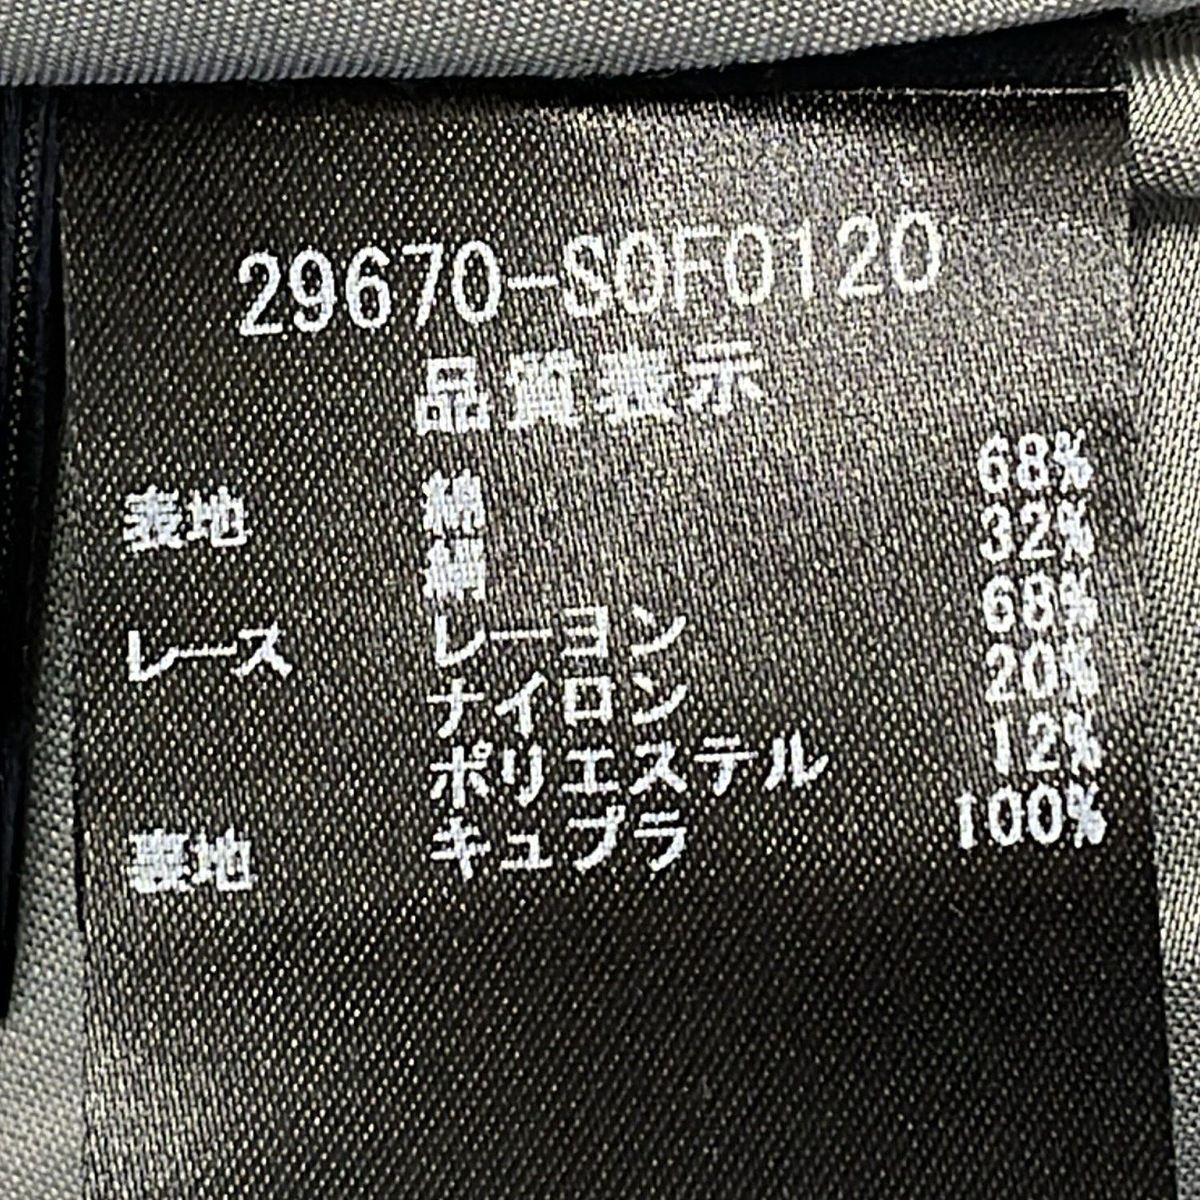 29670-S0F0120
品質表示
表地 綿 68%
絹 32%
レース レーヨン 68%
ナイロン 20%
ポリエステル 12%
裏地 キュプラ 100%